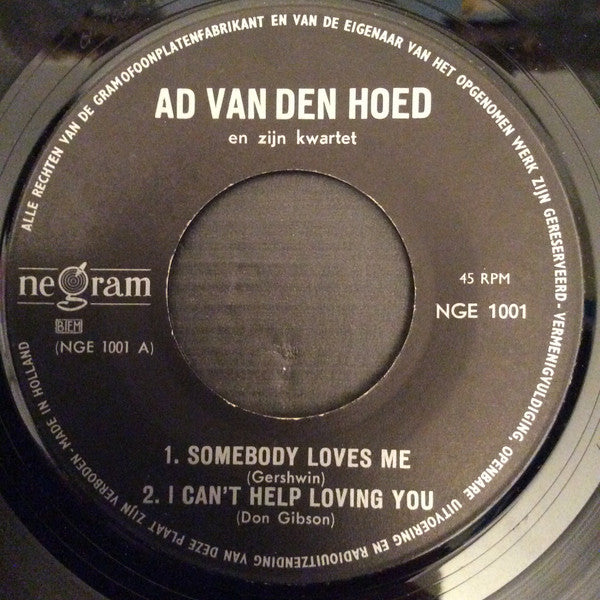 ALLE RECHTEN VAN DE GRAMOFOONPLATENFABRIKANT EN VAN DE EIGENAAR VAN HET OPGENOMEN WERK ZIJN GERESERVEERD - VERMENIGVULDIGING, OPENBARE UITVOERING EN RADIOUITZENDING VAN DEZE PLAAT ZIJN VERBODEN - MADE IN HOLLAND
AD VAN DEN HOED
en zijn kwartet
negram
BIEM
(NGE 1001 A)
45 RPM
NGE 1001
1. SOMEBODY LOVES ME
(Gershwin)
2. I CAN'T HELP LOVING YOU
(Don Gibson)